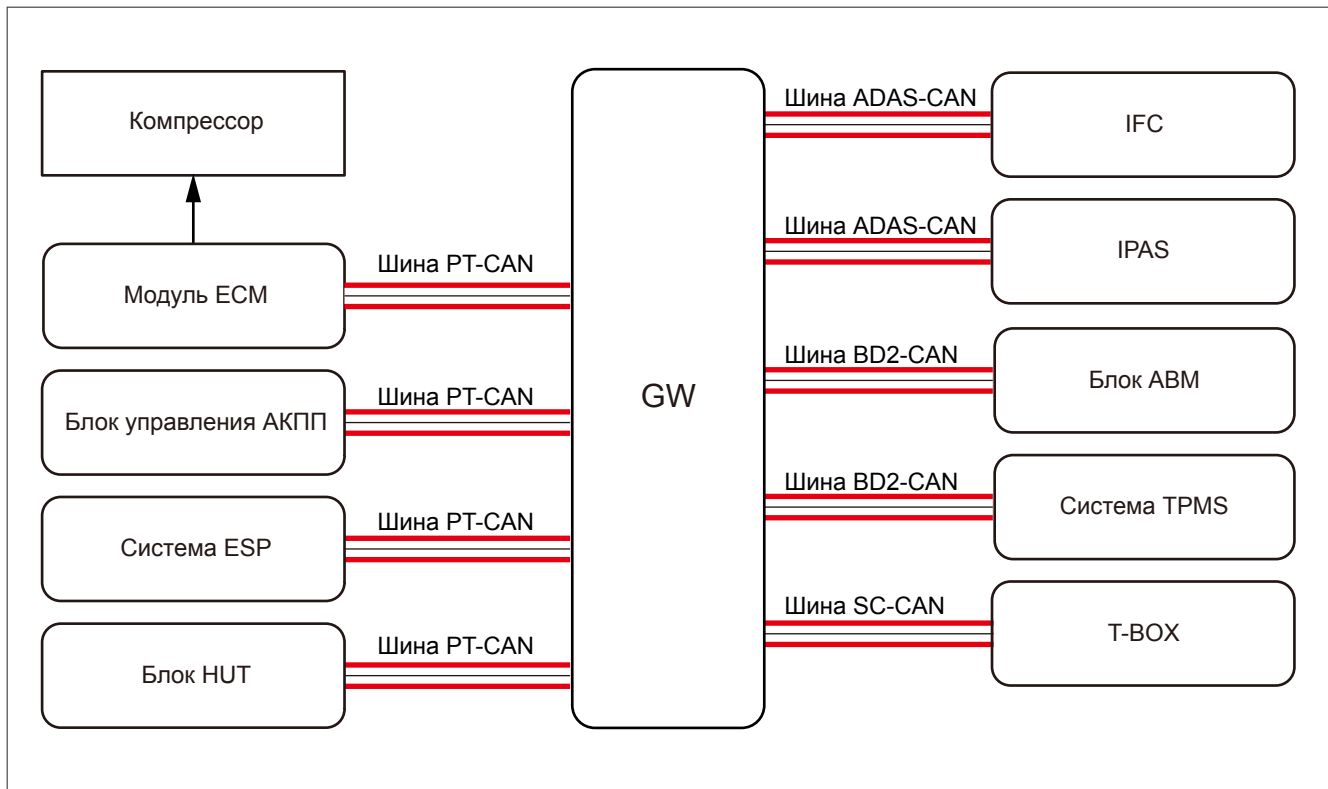 Компрессор
Модуль ECM
Блок управления АКПП
Система ESP
Блок HUT
Шина PT-CAN
Шина PT-CAN
Шина PT-CAN
Шина PT-CAN
GW
Шина ADAS-CAN
Шина ADAS-CAN
Шина BD2-CAN
Шина BD2-CAN
Шина SC-CAN
IFC
IPAS
Блок ABM
Система TPMS
T-BOX